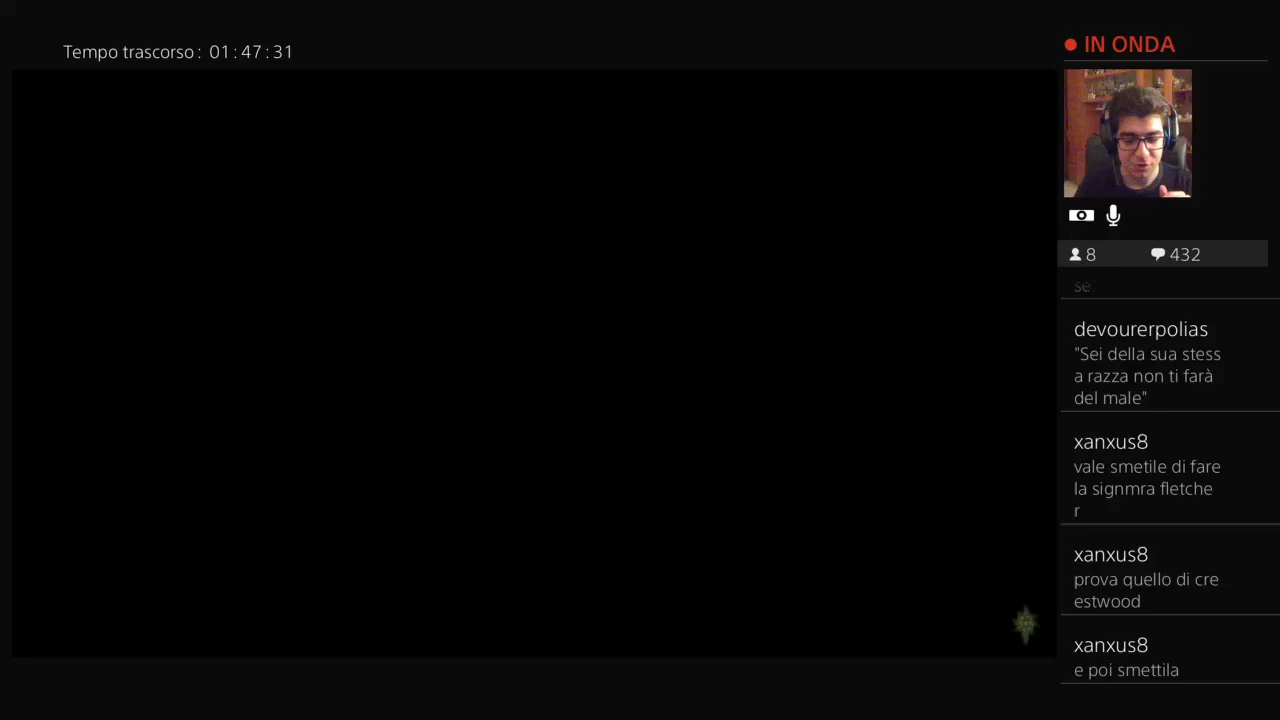 Tempo trascorso: 01:47:31
IN ONDA
8 432
se
devourerpolias
"Sei della sua stess
a razza non ti farà
del male"
xanxus8
vale smetile di fare
la signmra fletche
r
xanxus8
prova quello di cre
estwood
xanxus8
e poi smettila